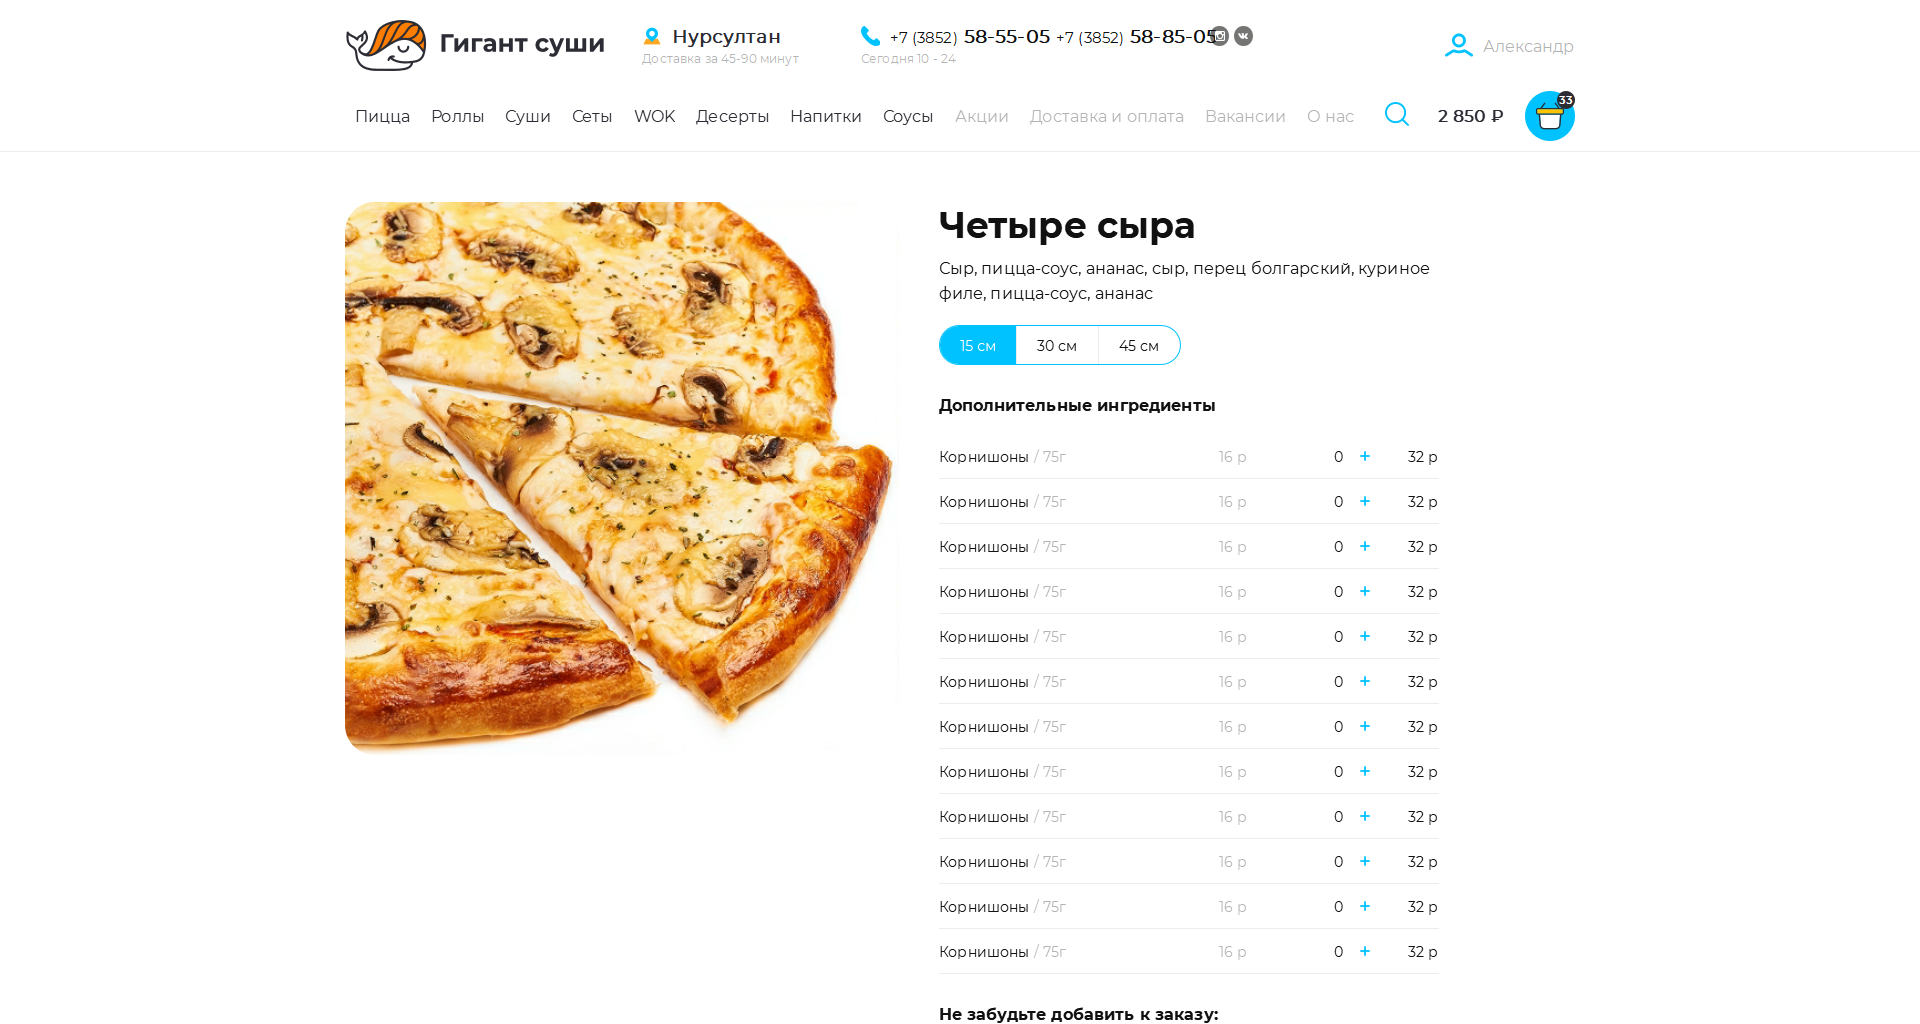 Гигант суши
Нурсултан
Доставка за 45-90 минут
+7 (3852) 58-55-05 +7 (3852) 58-85-05
Сегодня 10 - 24
Александр
Пицца Роллы Суши Сеты WOK Десерты Напитки Соусы Акции Доставка и оплата Вакансии О нас 2 850 ₽ 33
Четыре сыра
Сыр, пицца-соус, ананас, сыр, перец болгарский, куриное
филе, пицца-соус, ананас
15 см 30 см 45 см
Дополнительные ингредиенты
Корнишоны / 75г 16 р 0 + 32 р
Корнишоны / 75г 16 р 0 + 32 р
Корнишоны / 75г 16 р 0 + 32 р
Корнишоны / 75г 16 р 0 + 32 р
Корнишоны / 75г 16 р 0 + 32 р
Корнишоны / 75г 16 р 0 + 32 р
Корнишоны / 75г 16 р 0 + 32 р
Корнишоны / 75г 16 р 0 + 32 р
Корнишоны / 75г 16 р 0 + 32 р
Корнишоны / 75г 16 р 0 + 32 р
Корнишоны / 75г 16 р 0 + 32 р
Корнишоны / 75г 16 р 0 + 32 р
Не забудьте добавить к заказу: